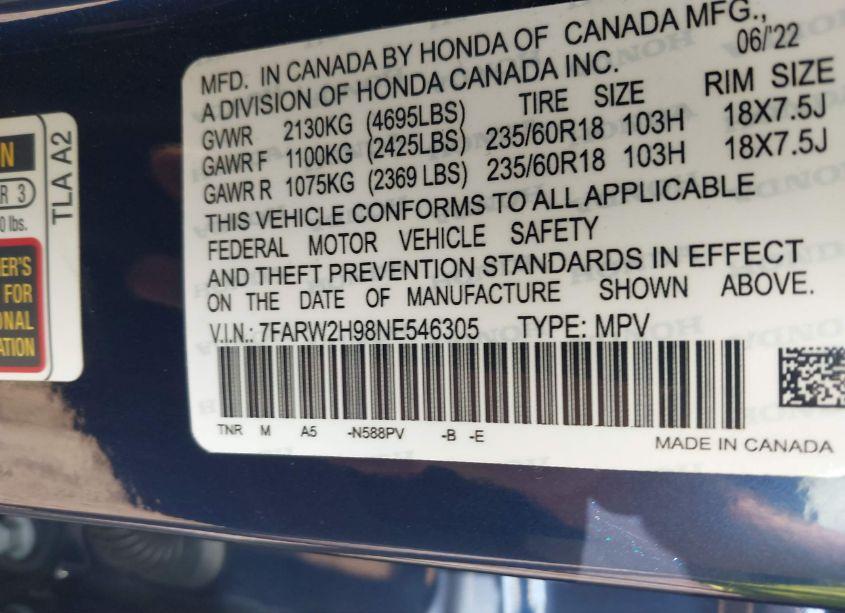 MFD. IN CANADA BY HONDA OF CANADA MFG.,
A DIVISION OF HONDA CANADA INC. 06/'22
TIRE SIZE RIM SIZE
GVWR 2130KG (4695LBS)
GAWR F 1100KG (2425LBS) 235/60R18 103H 18X7.5J
GAWR R 1075KG (2369 LBS) 235/60R18 103H 18X7.5J
THIS VEHICLE CONFORMS TO ALL APPLICABLE
FEDERAL MOTOR VEHICLE SAFETY
AND THEFT PREVENTION STANDARDS IN EFFECT
ON THE DATE OF MANUFACTURE SHOWN ABOVE.
V.I.N.: 7FARW2H98NE546305 TYPE: MPV
TNR M A5 -N588PV -B -E
MADE IN CANADA
TLA A2
R 3
lbs.
FOR